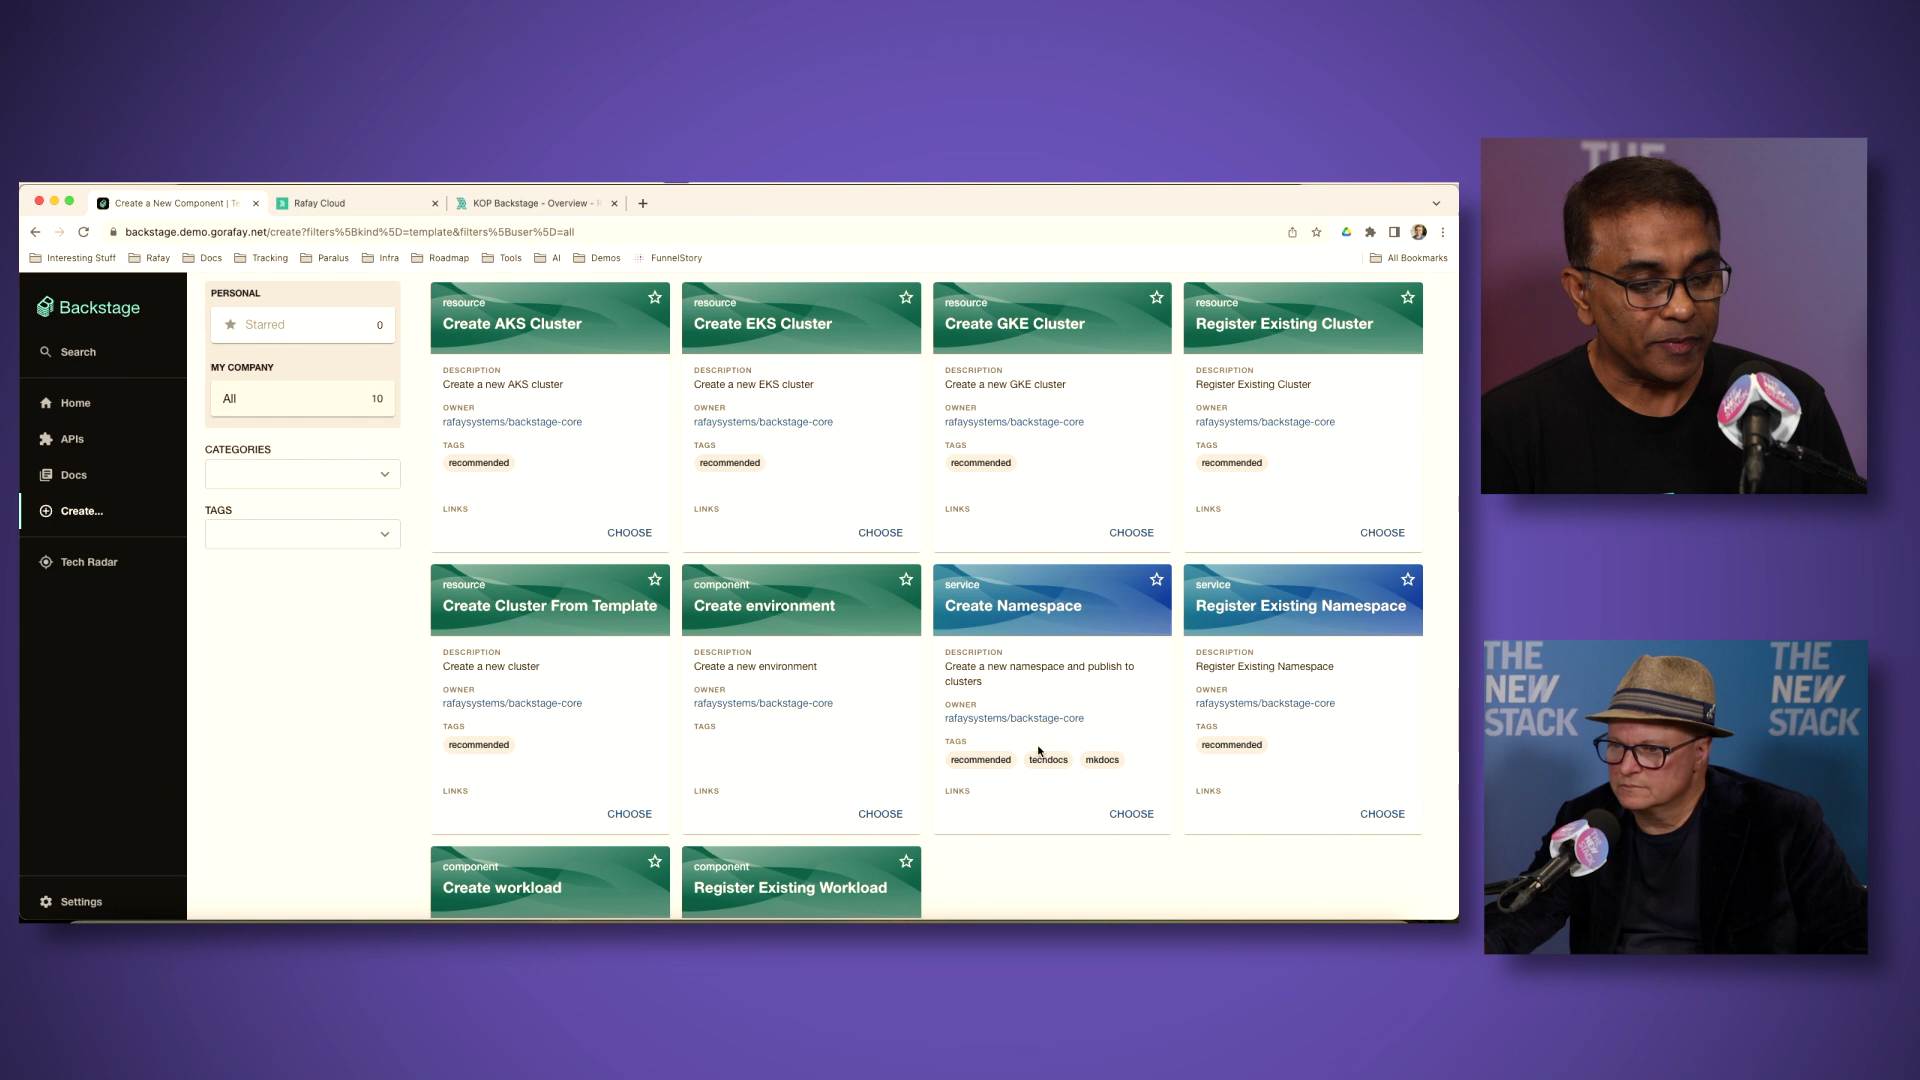 Create a New Component | Te
Rafay Cloud
KOP Backstage - Overview -
backstage.demo.gorafay.net/create?filters%5Bkind%5D=template&filters%5Buser%5D=all
Interesting Stuff
Rafay
Docs
Tracking
Paralus
Infra
Roadmap
Tools
AI
Demos
FunnelStory
All Bookmarks
Backstage
Search
Home
APIs
Docs
Create...
Tech Radar
Settings
PERSONAL
Starred 0
MY COMPANY
All 10
CATEGORIES
TAGS
resource
Create AKS Cluster
DESCRIPTION
Create a new AKS cluster
OWNER
rafaysystems/backstage-core
TAGS
recommended
LINKS
CHOOSE
resource
Create EKS Cluster
DESCRIPTION
Create a new EKS cluster
OWNER
rafaysystems/backstage-core
TAGS
recommended
LINKS
CHOOSE
resource
Create GKE Cluster
DESCRIPTION
Create a new GKE cluster
OWNER
rafaysystems/backstage-core
TAGS
recommended
LINKS
CHOOSE
resource
Register Existing Cluster
DESCRIPTION
Register Existing Cluster
OWNER
rafaysystems/backstage-core
TAGS
recommended
LINKS
CHOOSE
resource
Create Cluster From Template
DESCRIPTION
Create a new cluster
OWNER
rafaysystems/backstage-core
TAGS
recommended
LINKS
CHOOSE
component
Create environment
DESCRIPTION
Create a new environment
OWNER
rafaysystems/backstage-core
TAGS
LINKS
CHOOSE
service
Create Namespace
DESCRIPTION
Create a new namespace and publish to
clusters
OWNER
rafaysystems/backstage-core
TAGS
recommended techdocs mkdocs
LINKS
CHOOSE
service
Register Existing Namespace
DESCRIPTION
Register Existing Namespace
OWNER
rafaysystems/backstage-core
TAGS
recommended
LINKS
CHOOSE
component
Create workload
component
Register Existing Workload
THE
THE
NEW
STACK
THE
NEW
STACK